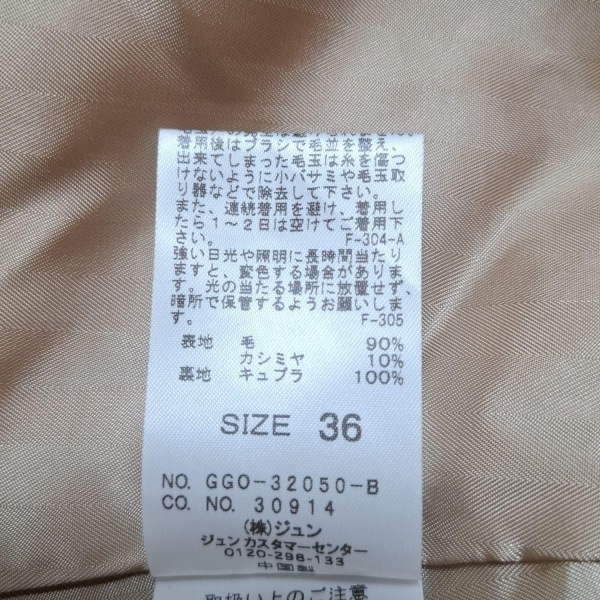 着用後はブラシで毛並を整え、
出来てしまった毛玉は糸を傷つ
けないように小バサミや毛玉取
り器などで除去して下さい。
また、連続着用を避け、着用し
たら1～2日は空けてご着用下
さい。 F-304-A
強い日光や照明に長時間当たり
ますと、変色する場合がありま
す。光の当たる場所に放置せず、
暗所で保管するようお願いしま
す。 F-305
表地 毛 90%
カシミヤ 10%
裏地 キュプラ 100%
SIZE 36
NO. GGO-32050-B
CO. NO. 30914
(株)ジュン
ジュン カスタマーセンター
0120-298-133
中国製
取扱い上のご注意